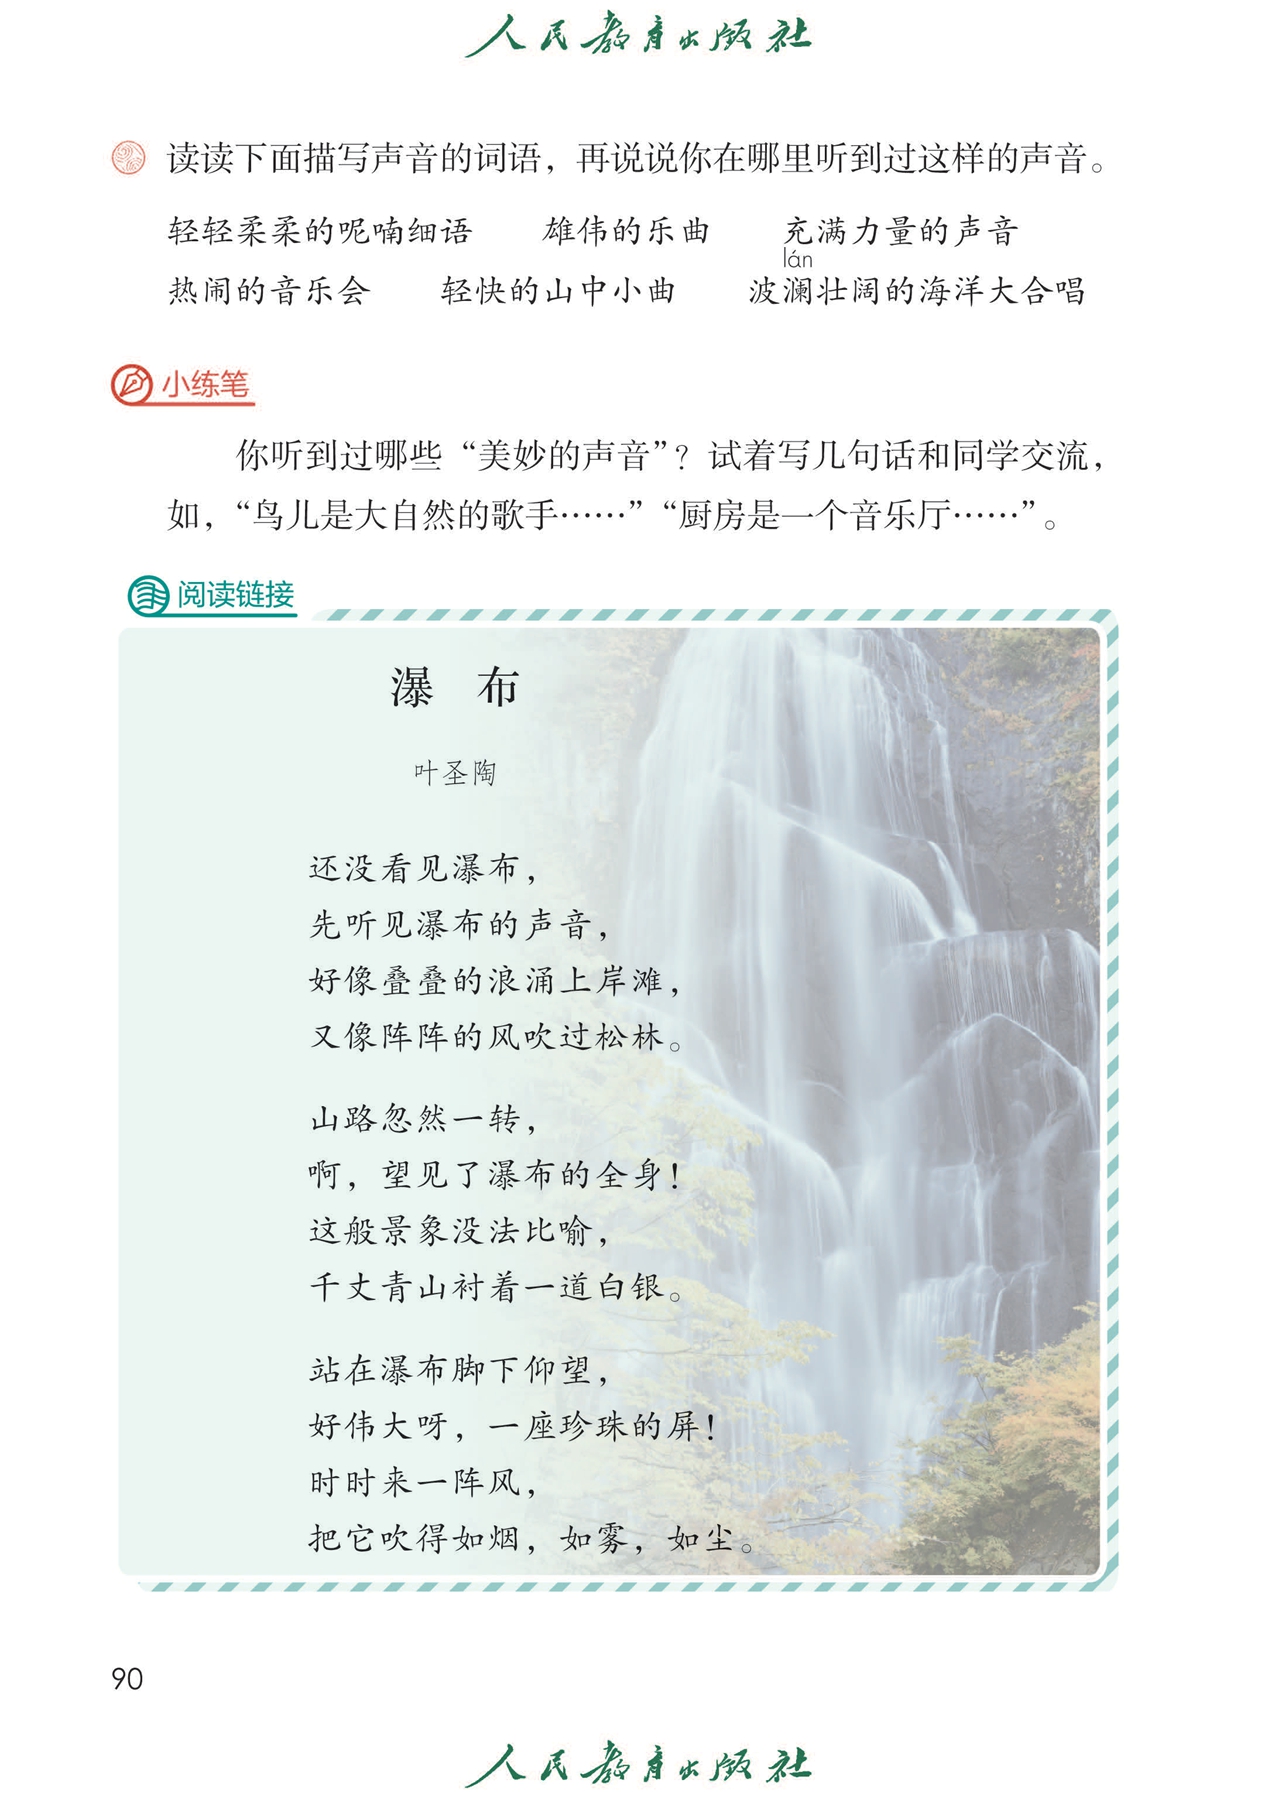 人民教育出版社
读读下面描写声音的词语，再说说你在哪里听到过这样的声音。
轻轻柔柔的呢喃细语 雄伟的乐曲 充满力量的声音
lán
热闹的音乐会 轻快的山中小曲 波澜壮阔的海洋大合唱
小练笔
你听到过哪些“美妙的声音”？试着写几句话和同学交流，
如，“鸟儿是大自然的歌手……”“厨房是一个音乐厅……”。
阅读链接
瀑 布
叶圣陶
还没看见瀑布，
先听见瀑布的声音，
好像叠叠的浪涌上岸滩，
又像阵阵的风吹过松林。
山路忽然一转，
啊，望见了瀑布的全身！
这般景象没法比喻，
千丈青山衬着一道白银。
站在瀑布脚下仰望，
好伟大呀，一座珍珠的屏！
时时来一阵风，
把它吹得如烟，如雾，如尘。
90
人民教育出版社